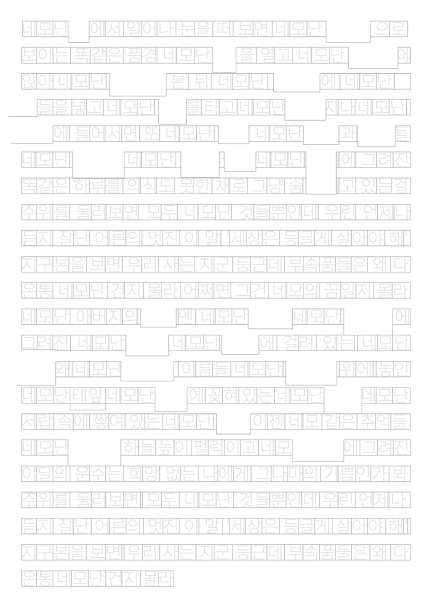 네모난 에서 일어나 눈을 떠 보면 네모난 으로
보이는 똑같은 풍경 네모난 을 열고 네모난 에
앉아 네모난 본 뒤 네모난 에 네모난
들을 넣고 네모난 를 타고 네모난 지나 네모난
에 들어서면 또 네모난 네모난 과 들
네모난 네모난 , 네모난 에 그려진
똑같은 하루를 의식도 못한 채로 그냥 숨 고 있는걸
주위를 둘러보면 모두 네모난 것들뿐인데 우린 언제나
듣지 잘난 어른의 멋진 이 말 '세상은 둥글게 살아야 해'
지구본을 보면 우리 사는 지군 둥근데 부속품들은 왜 다
온통 네모난 건지 몰라 어쩌면 그건 네모의 꿈일지 몰라
네모난 아버지의 엔 네모난 네모난 에
그려진 네모난 네모난 에 걸려 있는 네모난
왜 네모난 이름들 네모난 위에 놓인
네모난 테잎 네모난 에 꽂혀 있는 네모난 네모난
서랍 속에 쌓여 있는 네모난 이젠 네모 같은 추억들
네모난 하늘 높이 펄럭이고 네모 에 그려진
이달의 운수는 희망 없는 나에게 그나마의 기쁨인가 봐
주위를 둘러보면 모두 네모난 것들뿐인데 우린 언제나
듣지 잘난 어른의 멋진 이 말 '세상은 둥글게 살아야 해'
지구본을 보면 우리 사는 지군 둥근데 부속품들은 왜 다
온통 네모난 건지 몰라